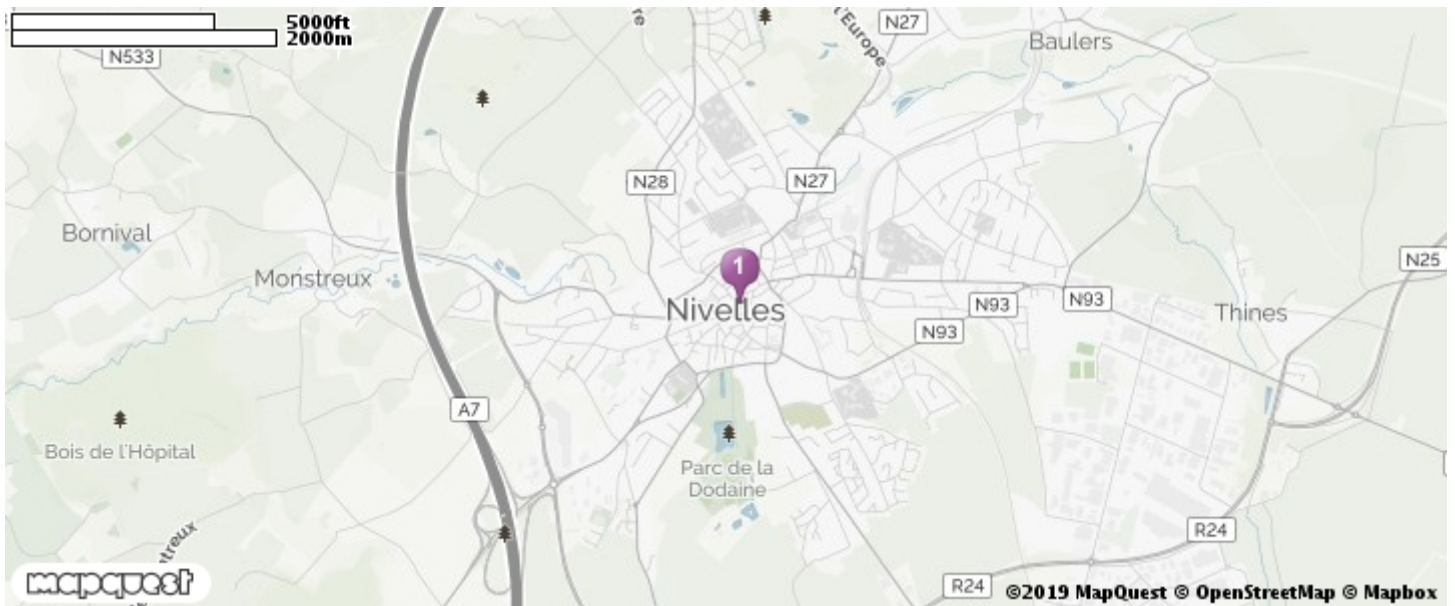 5000ft
2000m
N533
N27
l'Europe
Baulers
N28
N27
Bornival
Monstreux
1
N25
Nivelles
N93
N93
N93
Thines
A7
Bois de l'Hôpital
Parc de la
Dodaine
R24
mapquest
R24
©2019 MapQuest © OpenStreetMap © Mapbox